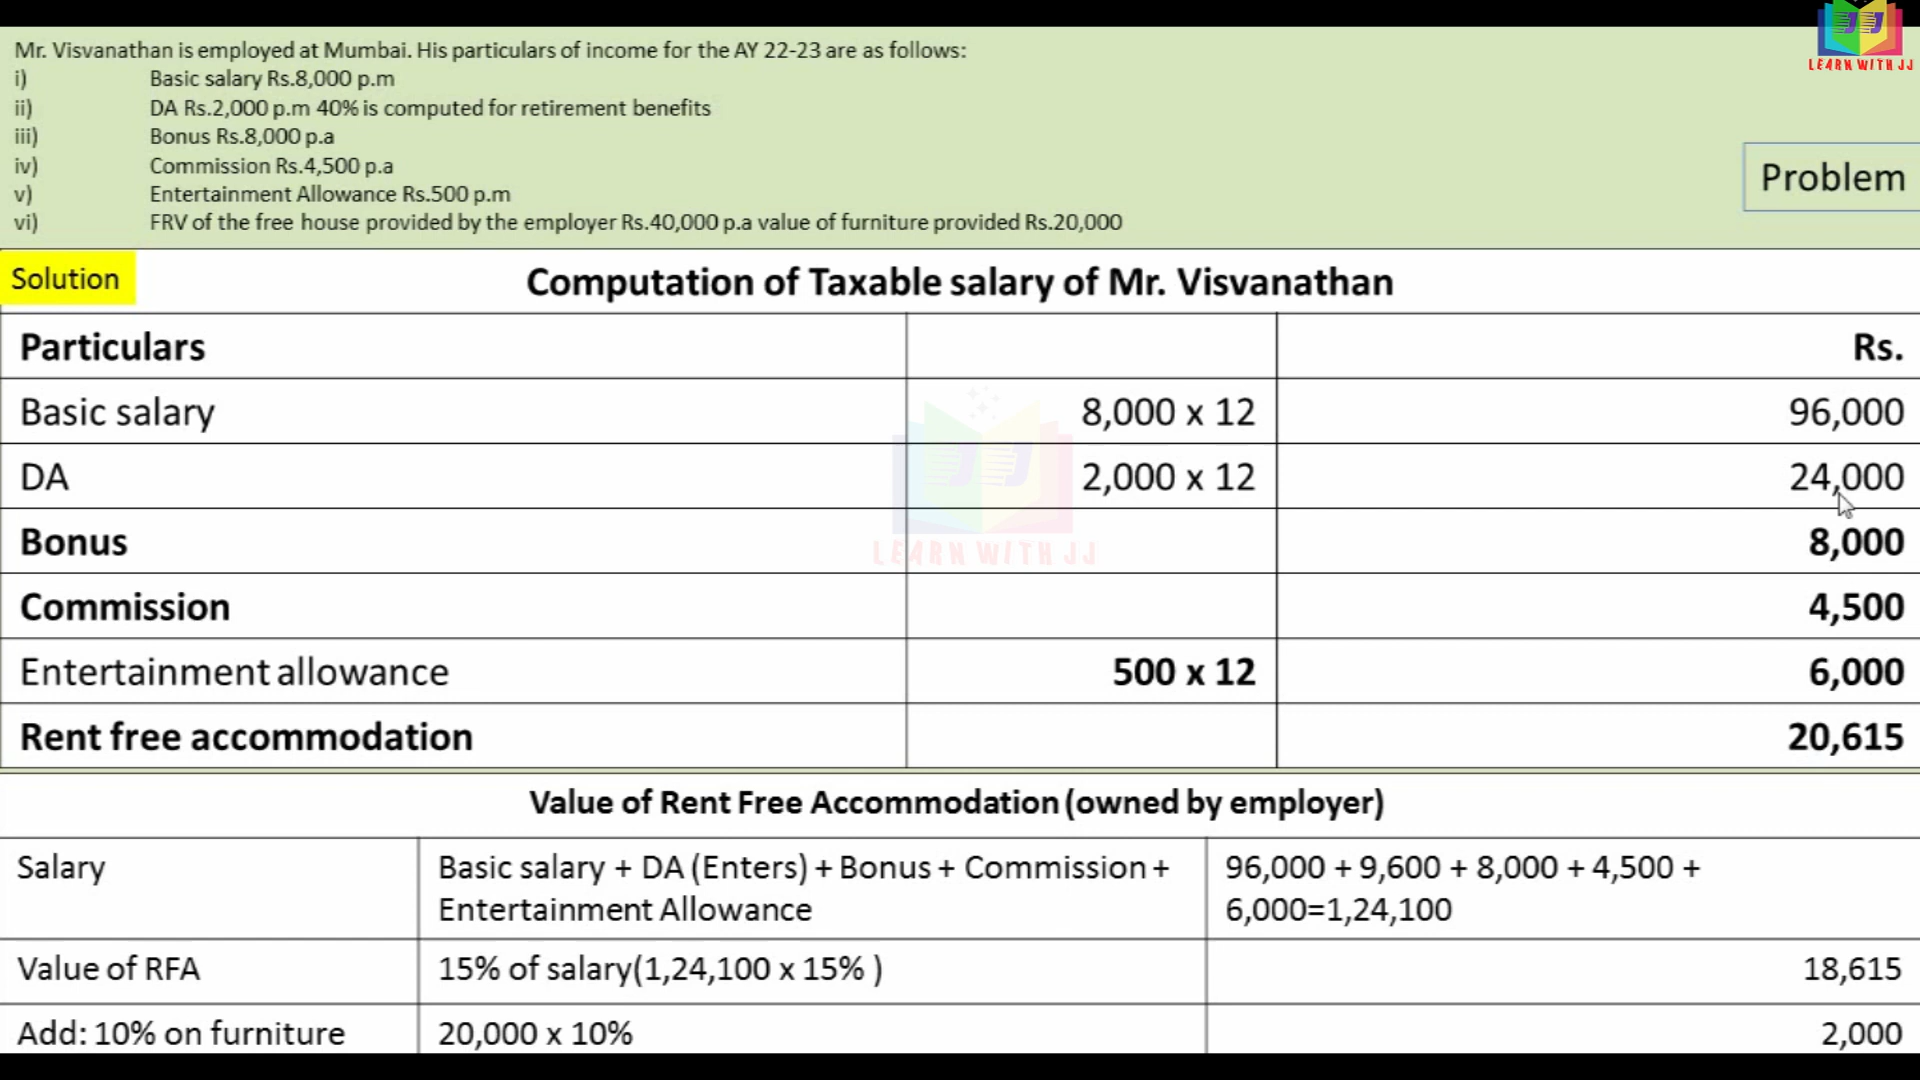 LEARN WITH JJ
Mr. Visvanathan is employed at Mumbai. His particulars of income for the AY 22-23 are as follows:
i) Basic salary Rs.8,000 p.m
ii) DA Rs.2,000 p.m 40% is computed for retirement benefits
iii) Bonus Rs.8,000 p.a
iv) Commission Rs.4,500 p.a
v) Entertainment Allowance Rs.500 p.m
vi) FRV of the free house provided by the employer Rs.40,000 p.a value of furniture provided Rs.20,000
Problem
Solution
Computation of Taxable salary of Mr. Visvanathan
Particulars Rs.
Basic salary 8,000 x 12 96,000
DA 2,000 x 12 24,000
Bonus 8,000
LEARN WITH JJ
Commission 4,500
Entertainment allowance 500 x 12 6,000
Rent free accommodation 20,615
Value of Rent Free Accommodation (owned by employer)
Salary Basic salary + DA (Enters) + Bonus + Commission + 96,000 + 9,600 + 8,000 + 4,500 +
Entertainment Allowance 6,000=1,24,100
Value of RFA 15% of salary(1,24,100 x 15% ) 18,615
Add: 10% on furniture 20,000 x 10% 2,000